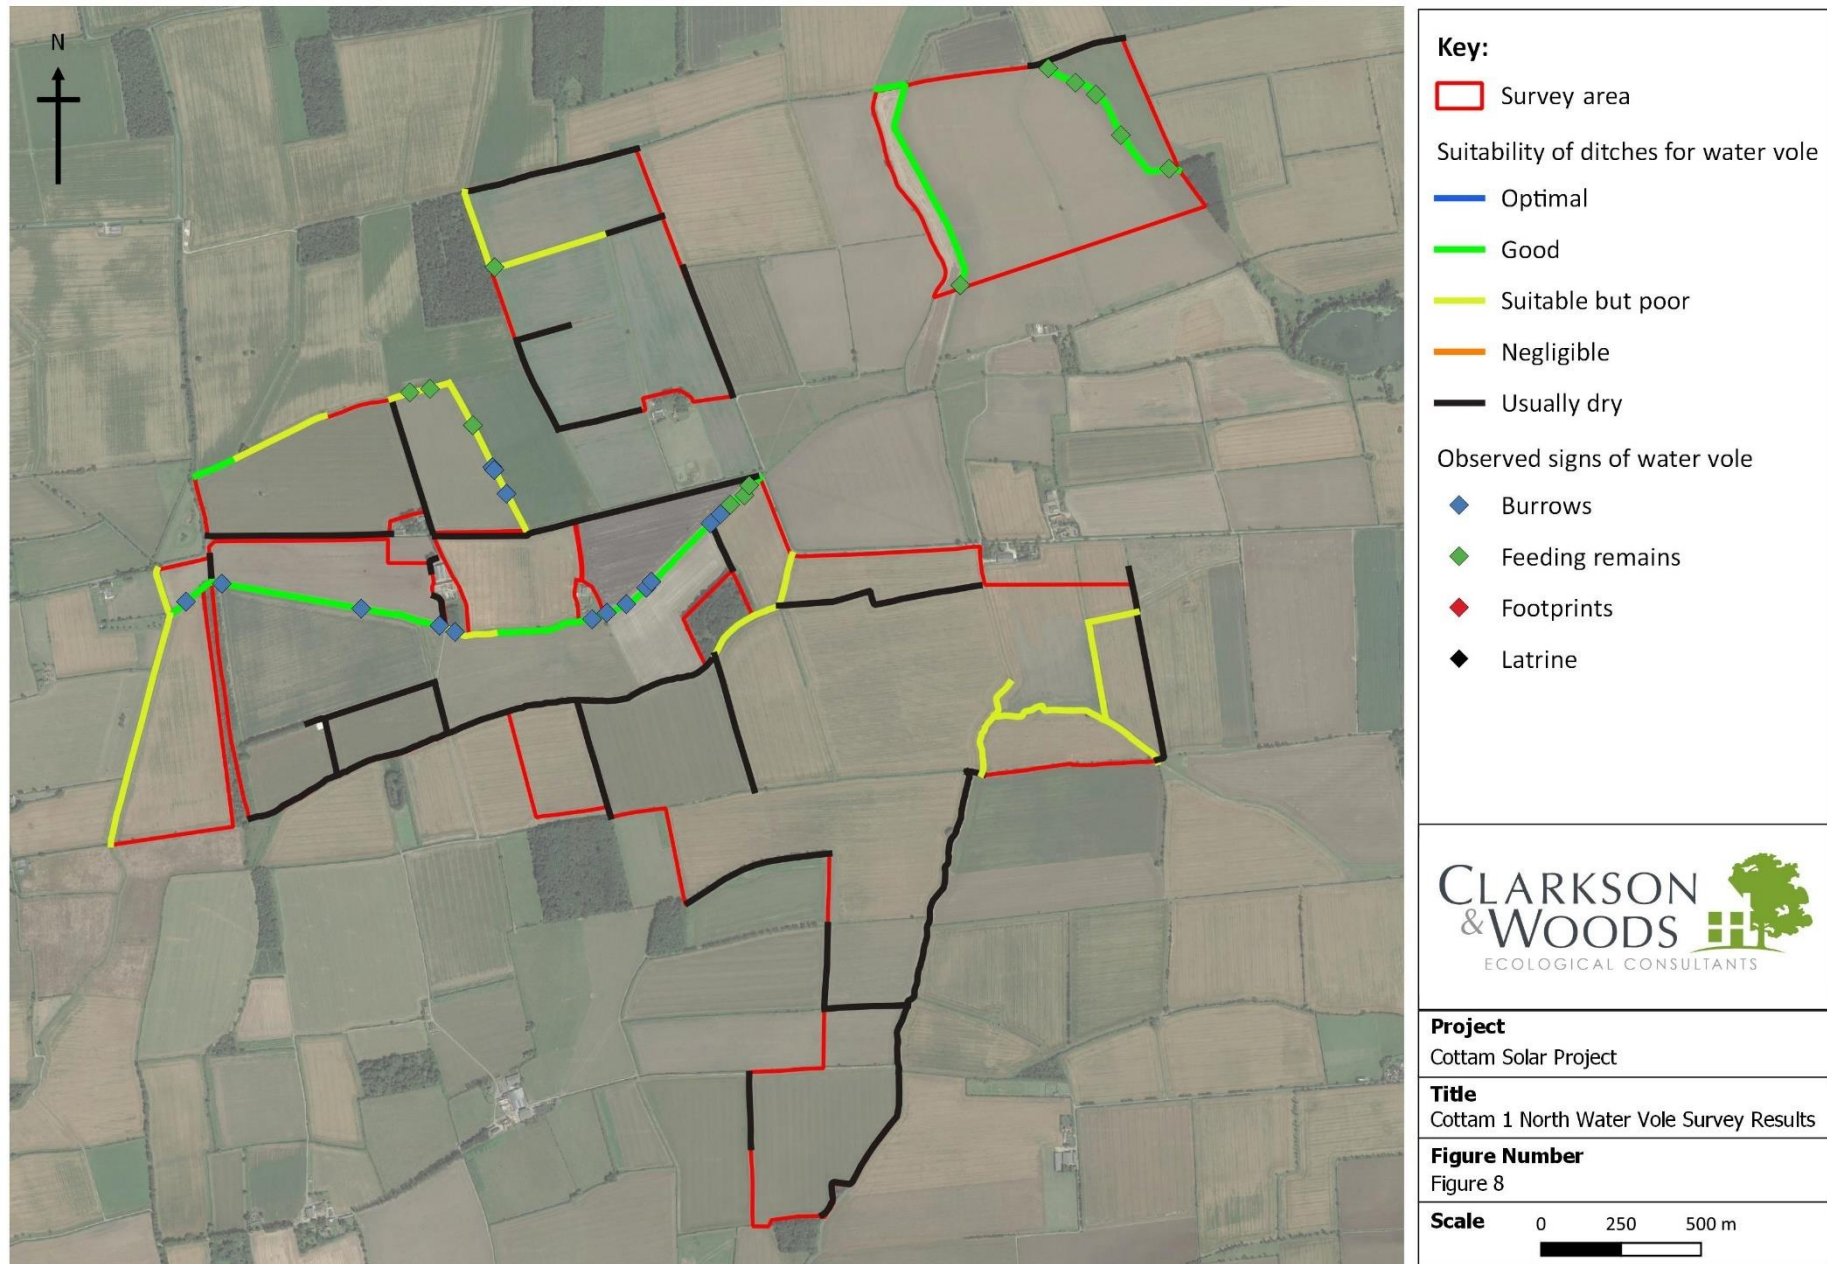 N
Key:
Survey area
Suitability of ditches for water vole
Optimal
Good
Suitable but poor
Negligible
Usually dry
Observed signs of water vole
Burrows
Feeding remains
Footprints
Latrine
CLARKSON
& WOODS
ECOLOGICAL CONSULTANTS
Project
Cottam Solar Project
Title
Cottam 1 North Water Vole Survey Results
Figure Number
Figure 8
Scale 0 250 500 m